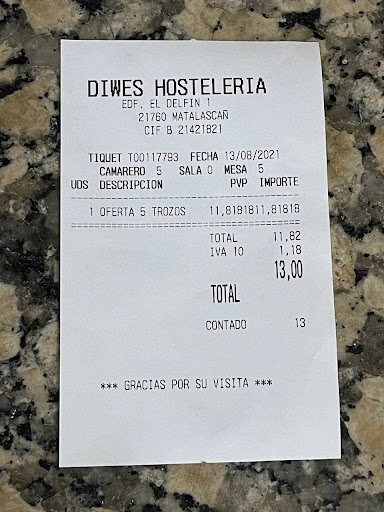 DIWES HOSTELERIA
EDF. EL DELFIN 1
21760 MATALASCAÑ
CIF B 21421821
TIQUET T00117793 FECHA 13/08/2021
CAMARERO 5 SALA 0 MESA 5
UDS DESCRIPCION PVP IMPORTE
1 OFERTA 5 TROZOS 11,8181811,81818
TOTAL 11,82
IVA 10 1,18
13,00
TOTAL
CONTADO 13
*** GRACIAS POR SU VISITA ***